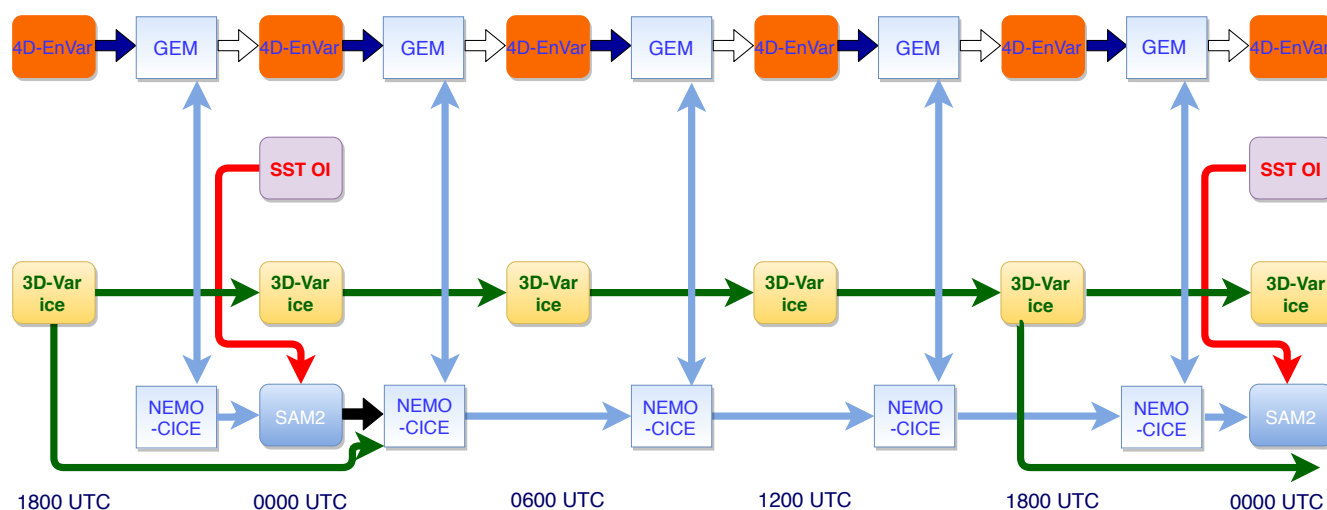 4D-EnVar GEM 4D-EnVar GEM 4D-EnVar GEM 4D-EnVar GEM 4D-EnVar GEM 4D-EnVar
SST OI SST OI
3D-Var 3D-Var 3D-Var 3D-Var 3D-Var 3D-Var
ice ice ice ice ice ice
NEMO NEMO NEMO NEMO NEMO
-CICE SAM2 -CICE -CICE -CICE -CICE SAM2
1800 UTC 0000 UTC 0600 UTC 1200 UTC 1800 UTC 0000 UTC